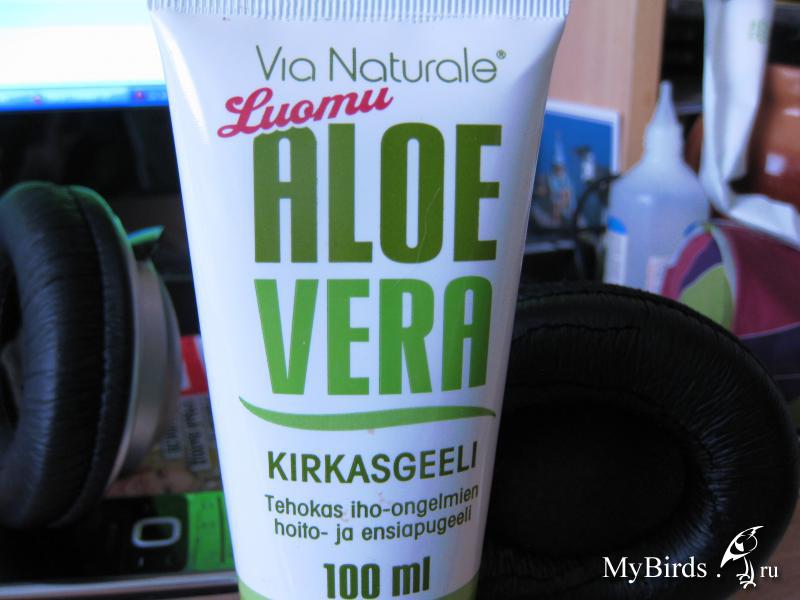 Via Naturale®
Luomu
ALOE
VERA
KIRKASGEELI
Tehokas iho-ongelmien
hoito- ja ensiapugeeli
100 ml
MyBirds.ru